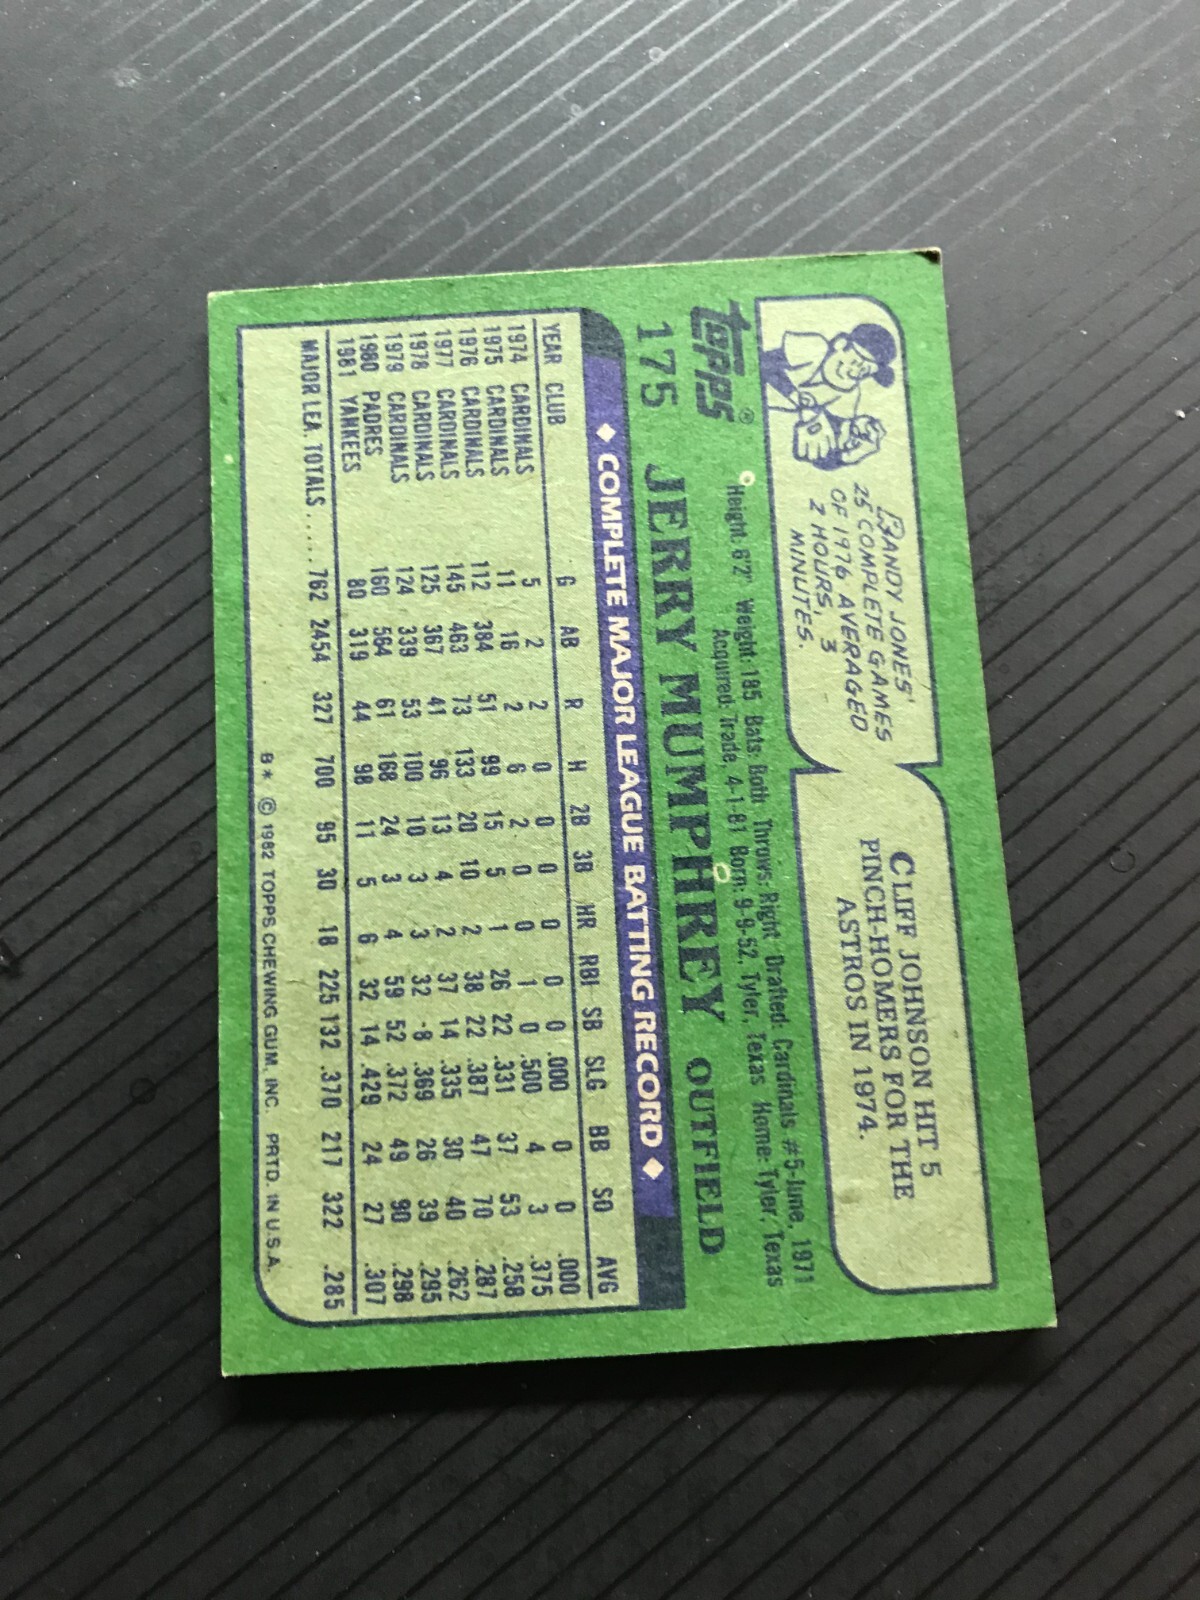 RANDY JONES'
25 COMPLETE GAMES
OF 1976 AVERAGED
2 HOURS, 3
MINUTES.
CLIFF JOHNSON HIT 5
PINCH-HOMERS FOR THE
ASTROS IN 1974.
TOPPS®
Height: 6'2" Weight: 185 Bats: Both Throws: Right Drafted: Cardinals #5-June, 1971
Acquired: Trade, 4-1-81 Born: 9-9-52, Tyler, Texas Home: Tyler, Texas
175 JERRY MUMPHREY OUTFIELD
◆ COMPLETE MAJOR LEAGUE BATTING RECORD ◆
YEAR CLUB G AB R H 2B 3B HR RBI SB SLG BB SO AVG
1974 CARDINALS 5 2 2 0 0 0 0 0 0 .000 0 0 .000
1975 CARDINALS 11 16 2 6 2 0 0 1 0 .500 4 3 .375
1976 CARDINALS 112 384 51 99 15 5 1 26 22 .331 37 53 .258
1977 CARDINALS 145 463 73 133 20 10 2 38 22 .387 47 70 .287
1978 CARDINALS 125 367 41 96 13 4 2 37 14 .335 30 40 .262
1979 CARDINALS 124 339 53 100 10 3 3 32 8 .369 26 39 .295
1980 PADRES 160 564 61 168 24 3 4 59 52 .372 49 90 .298
1981 YANKEES 80 319 44 98 11 5 6 32 14 .429 24 27 .307
MAJOR LEA. TOTALS ...... 762 2454 327 700 95 30 18 225 132 .370 217 322 .285
B* © 1982 TOPPS CHEWING GUM, INC. PRTD. IN U.S.A.